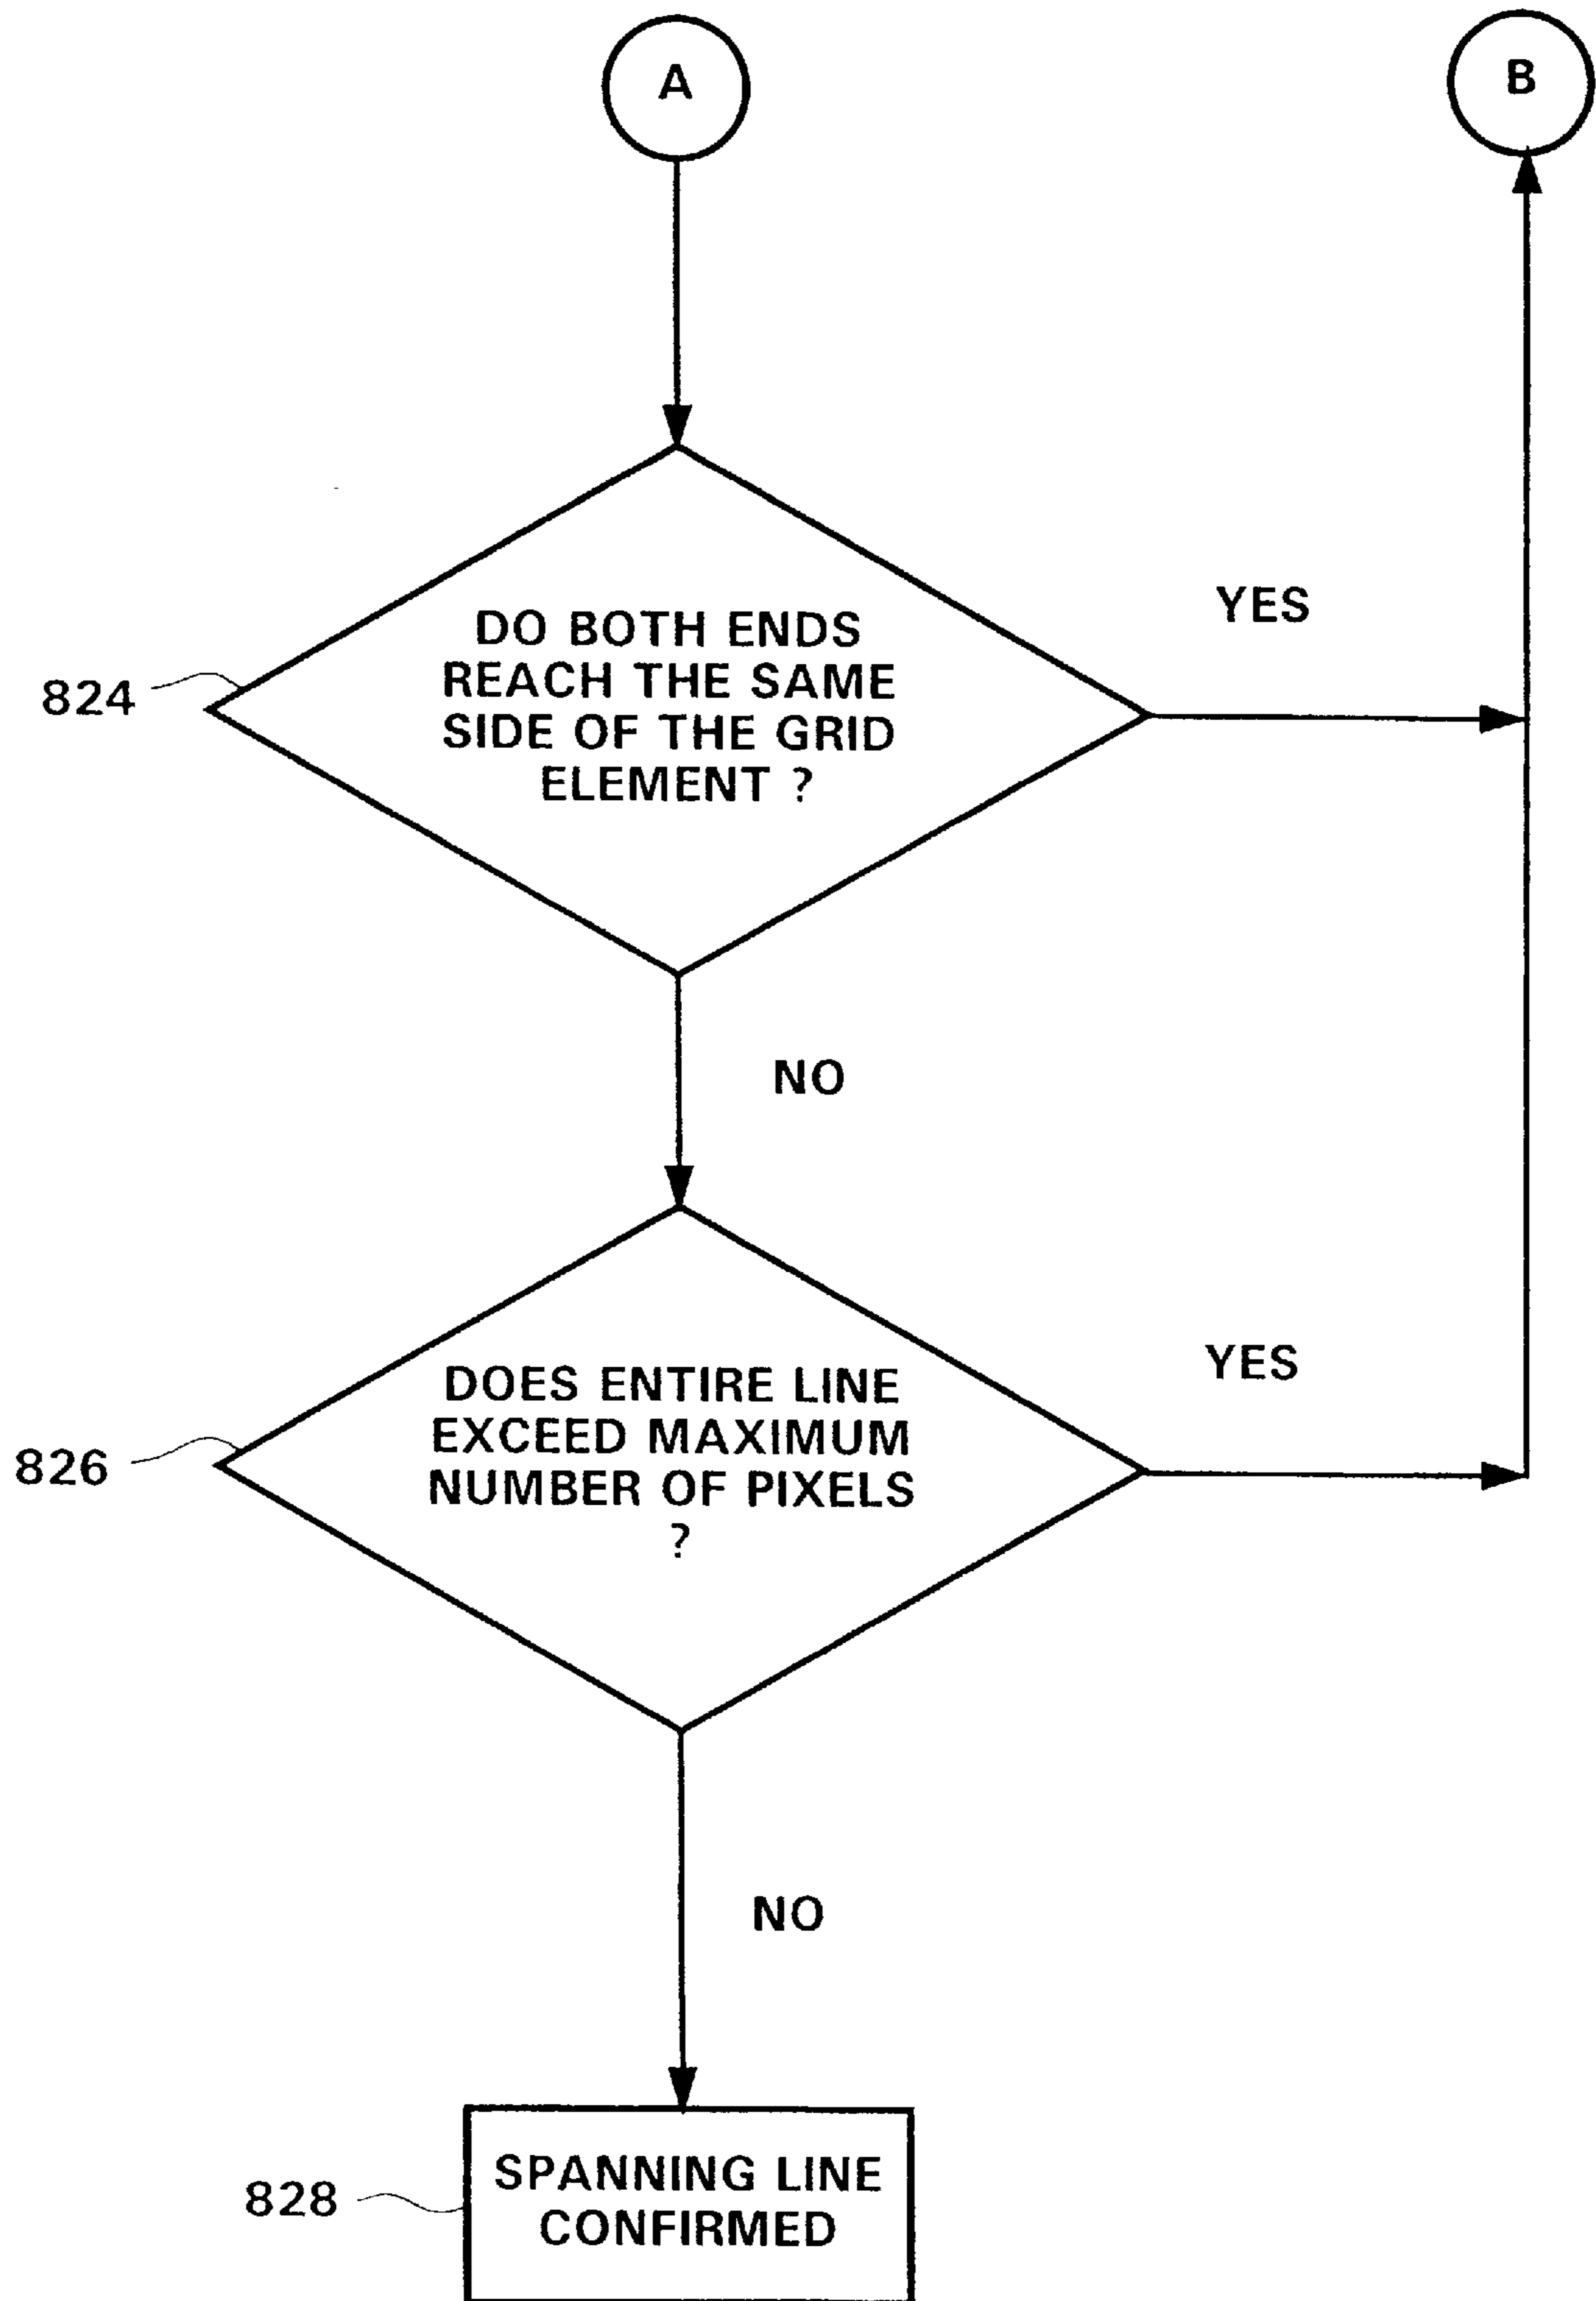 A
B
DO BOTH ENDS
REACH THE SAME
SIDE OF THE GRID
ELEMENT ?
YES
824
NO
DOES ENTIRE LINE
EXCEED MAXIMUM
NUMBER OF PIXELS
?
YES
826
NO
SPANNING LINE
CONFIRMED
828